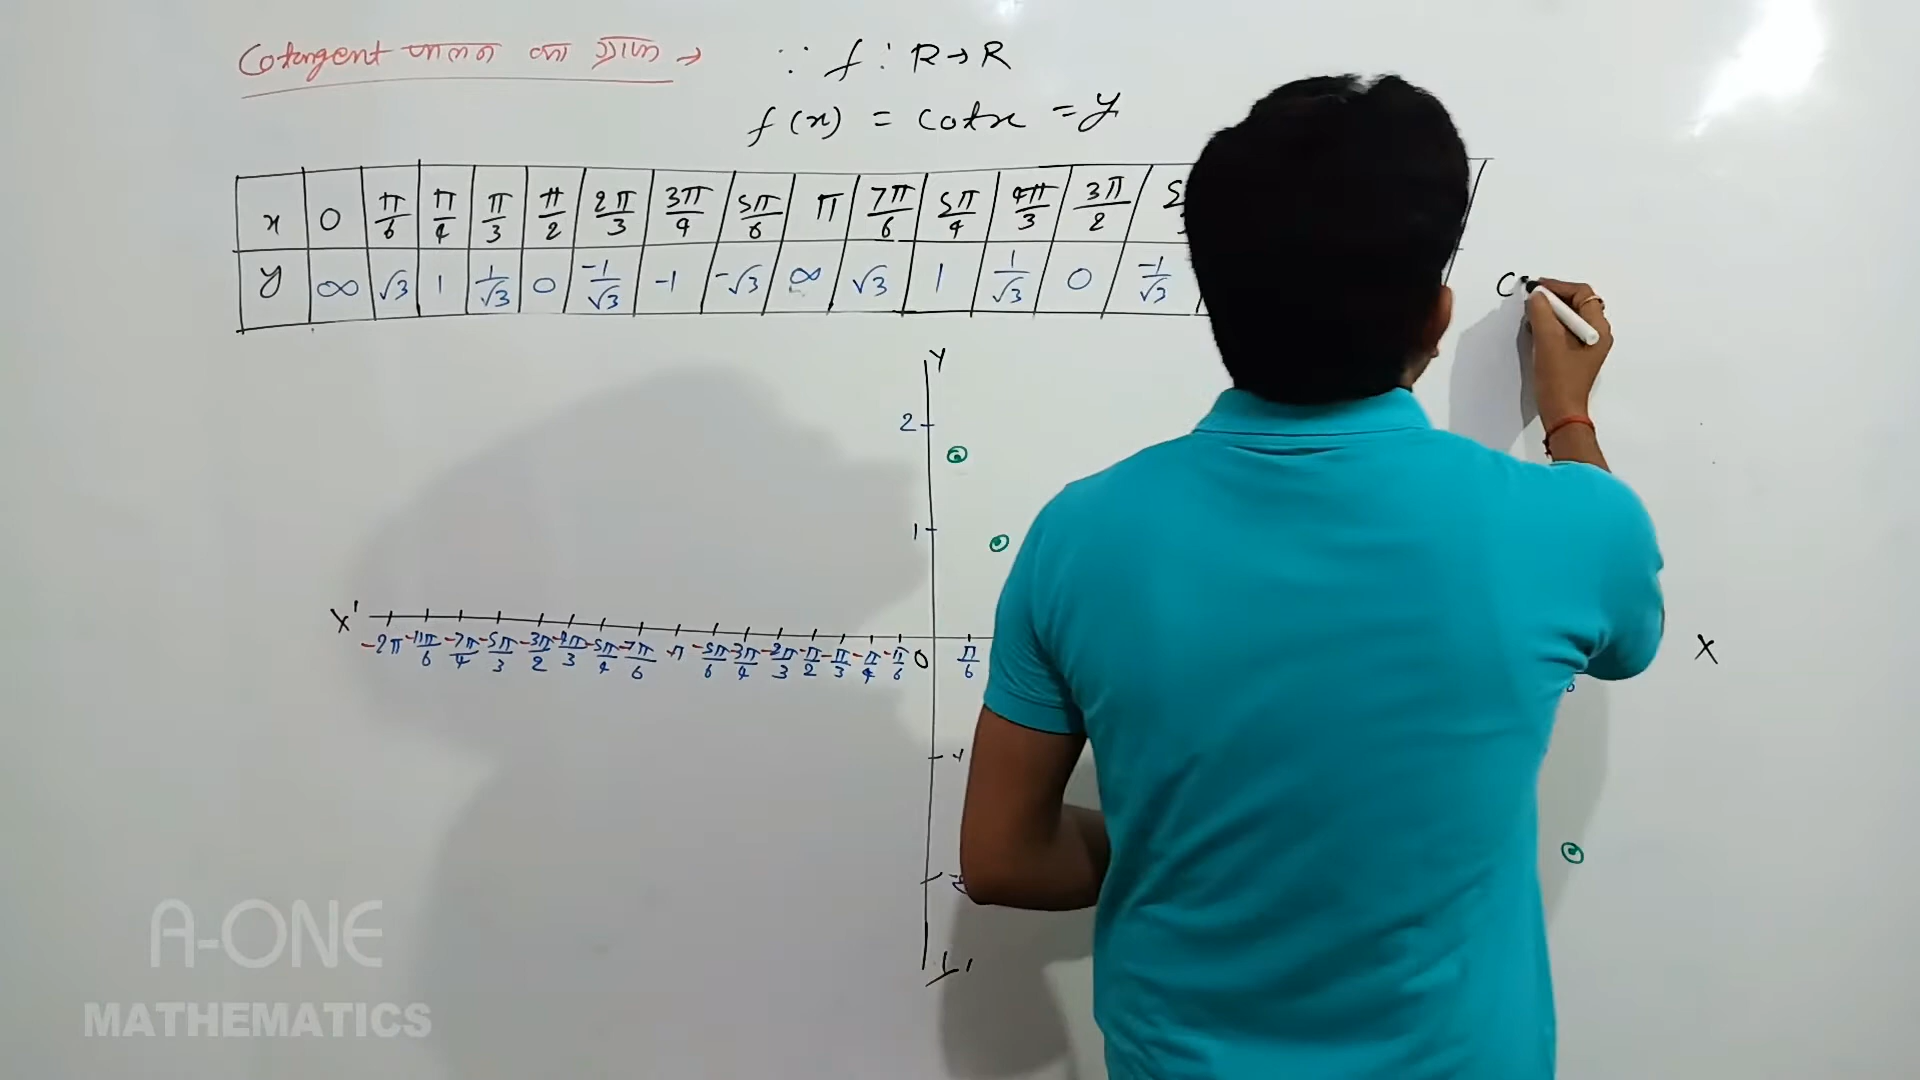 Cotangent फलन का ग्राफ → ∵ f : R→R
f(x) = cotx = y
x 0 π/6 π/4 π/3 π/2 2π/3 3π/4 5π/6 π 7π/6 5π/4 4π/3 3π/2 5
y ∞ √3 1 1/√3 0 -1/√3 -1 -√3 ∞ √3 1 1/√3 0 -1/√3
C
Y
2
1
X' X
-2π -11π/6 -7π/4 -5π/3 -3π/2 -4π/3 -5π/4 -7π/6 -π -5π/6 -3π/4 -2π/3 -π/2 -π/3 -π/4 -π/6 0 π/6
-1
Y'
A-ONE
MATHEMATICS